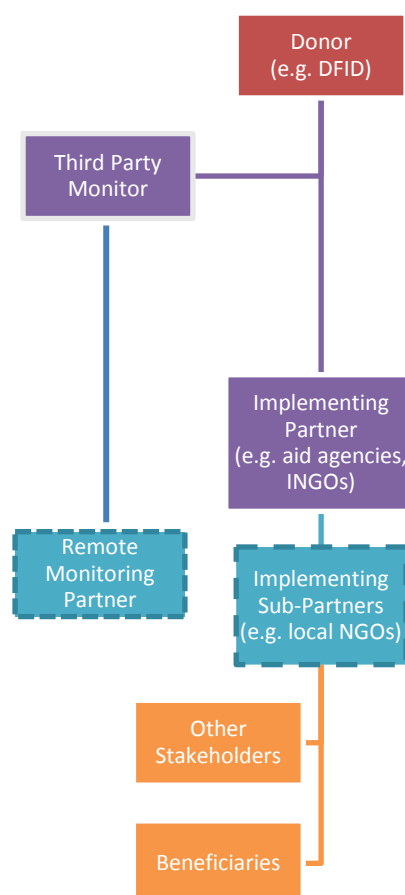 Donor
(e.g. DFID)
Third Party
Monitor
Implementing
Partner
(e.g. aid agencies,
INGOs)
Remote
Monitoring
Partner
Implementing
Sub-Partners
(e.g. local NGOs)
Other
Stakeholders
Beneficiaries